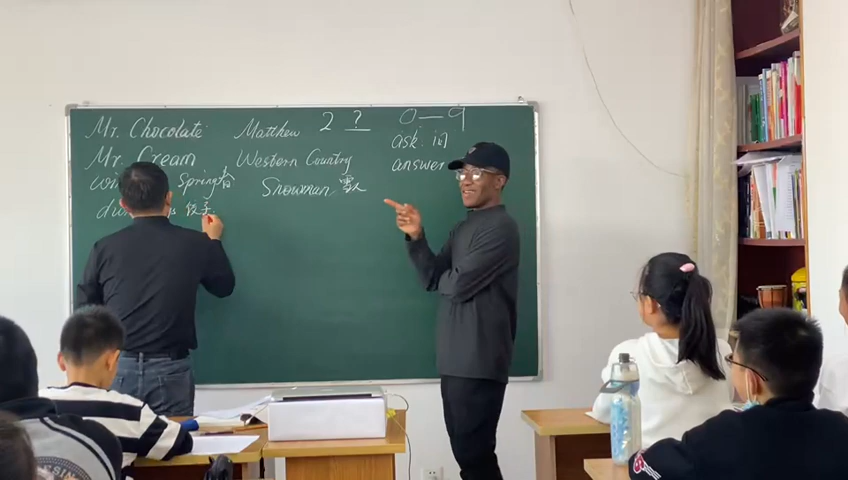 Mr. Chocolate
Mr. Cream
Spring 春
饺子
Matthew
Western Country
Snowman 雪人
2 ?
0—9
ask: 问
answer